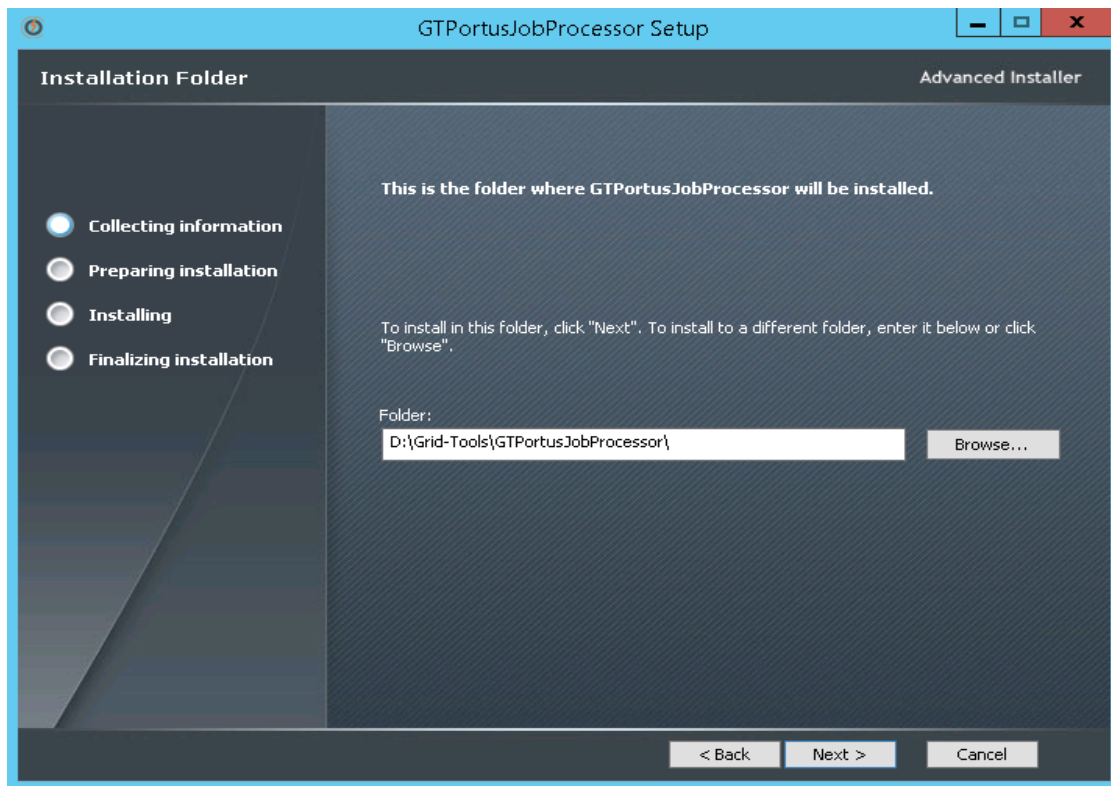 GTPortusJobProcessor Setup
Installation Folder
Advanced Installer
This is the folder where GTPortusJobProcessor will be installed.
Collecting information
Preparing installation
Installing
Finalizing installation
To install in this folder, click "Next". To install to a different folder, enter it below or click
"Browse".
Folder:
D:\Grid-Tools\GTPortusJobProcessor\
Browse...
< Back
Next >
Cancel